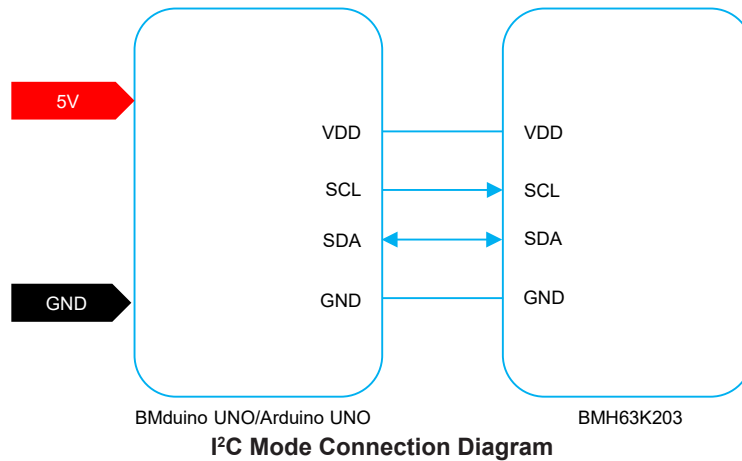 5V
VDD
VDD
SCL
SCL
SDA
SDA
GND
GND
GND
BMduino UNO/Arduino UNO
BMH63K203
I²C Mode Connection Diagram